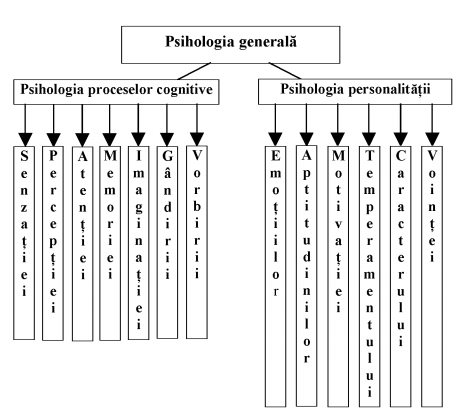 Psihologia generală
Psihologia proceselor cognitive
Psihologia personalității
Senzației
Percepției
Atenției
Memoriei
Imaginației
Gândirii
Vorbirii
Emoțiilor
Aptitudinilor
Motivației
Temperamentului
Caracterului
Voinței